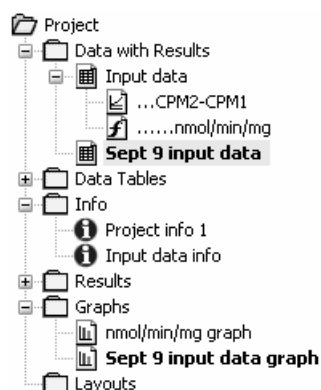 Project
Data with Results
Input data
...CPM2-CPM1
......nmol/min/mg
Sept 9 input data
Data Tables
Info
Project info 1
Input data info
Results
Graphs
nmol/min/mg graph
Sept 9 input data graph
Layouts